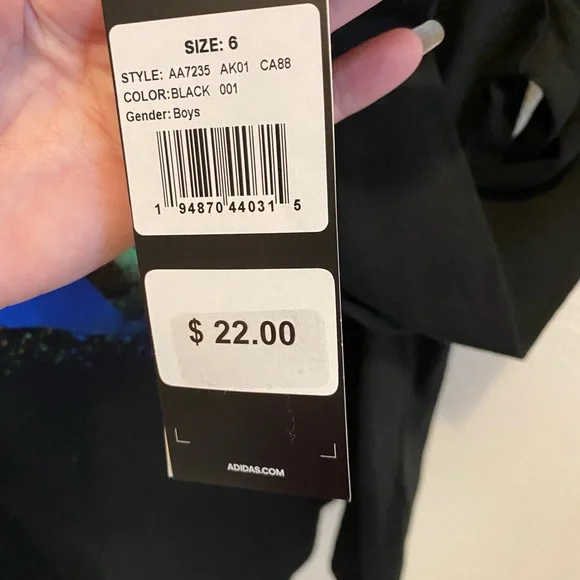 SIZE: 6
STYLE: AA7235 AK01 CA88
COLOR:BLACK 001
Gender: Boys
1 94870 44031 5
$ 22.00
ADIDAS.COM